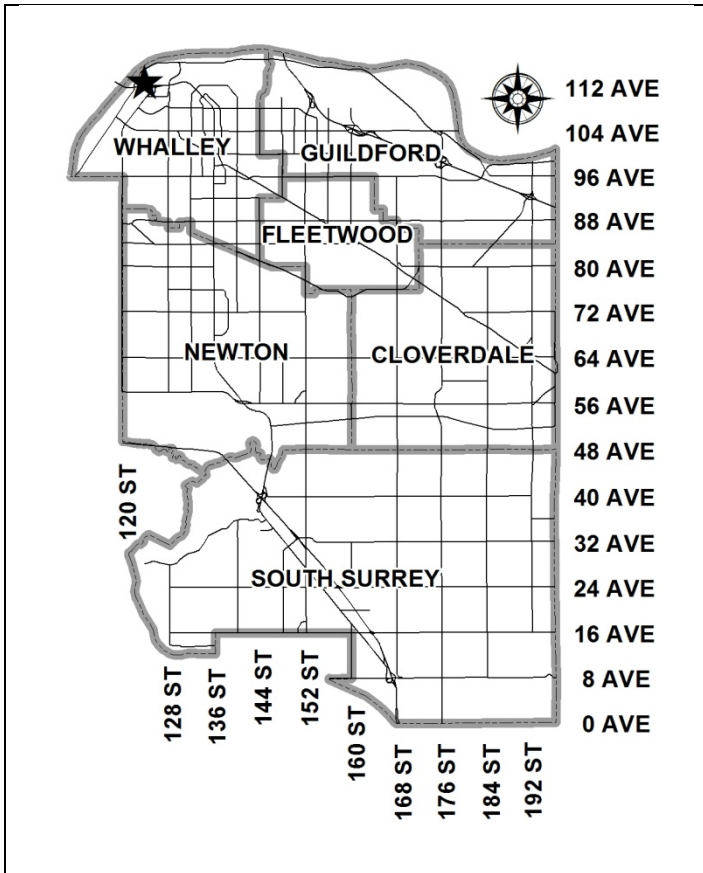 112 AVE
104 AVE
WHALLEY
GUILDFORD
96 AVE
88 AVE
FLEETWOOD
80 AVE
72 AVE
NEWTON
CLOVERDALE
64 AVE
56 AVE
48 AVE
120 ST
40 AVE
32 AVE
SOUTH SURREY
24 AVE
16 AVE
8 AVE
0 AVE
128 ST
136 ST
144 ST
152 ST
160 ST
168 ST
176 ST
184 ST
192 ST